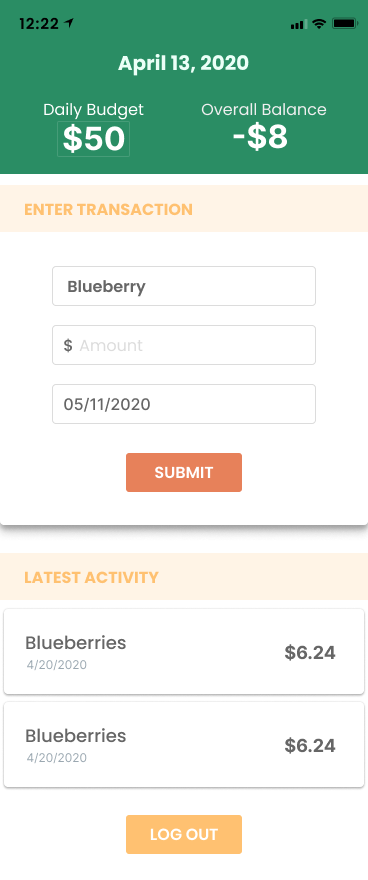 12:22
April 13, 2020
Daily Budget Overall Balance
$50 -$8
ENTER TRANSACTION
Blueberry
$ Amount
05/11/2020
SUBMIT
LATEST ACTIVITY
Blueberries
4/20/2020
$6.24
Blueberries
4/20/2020
$6.24
LOG OUT